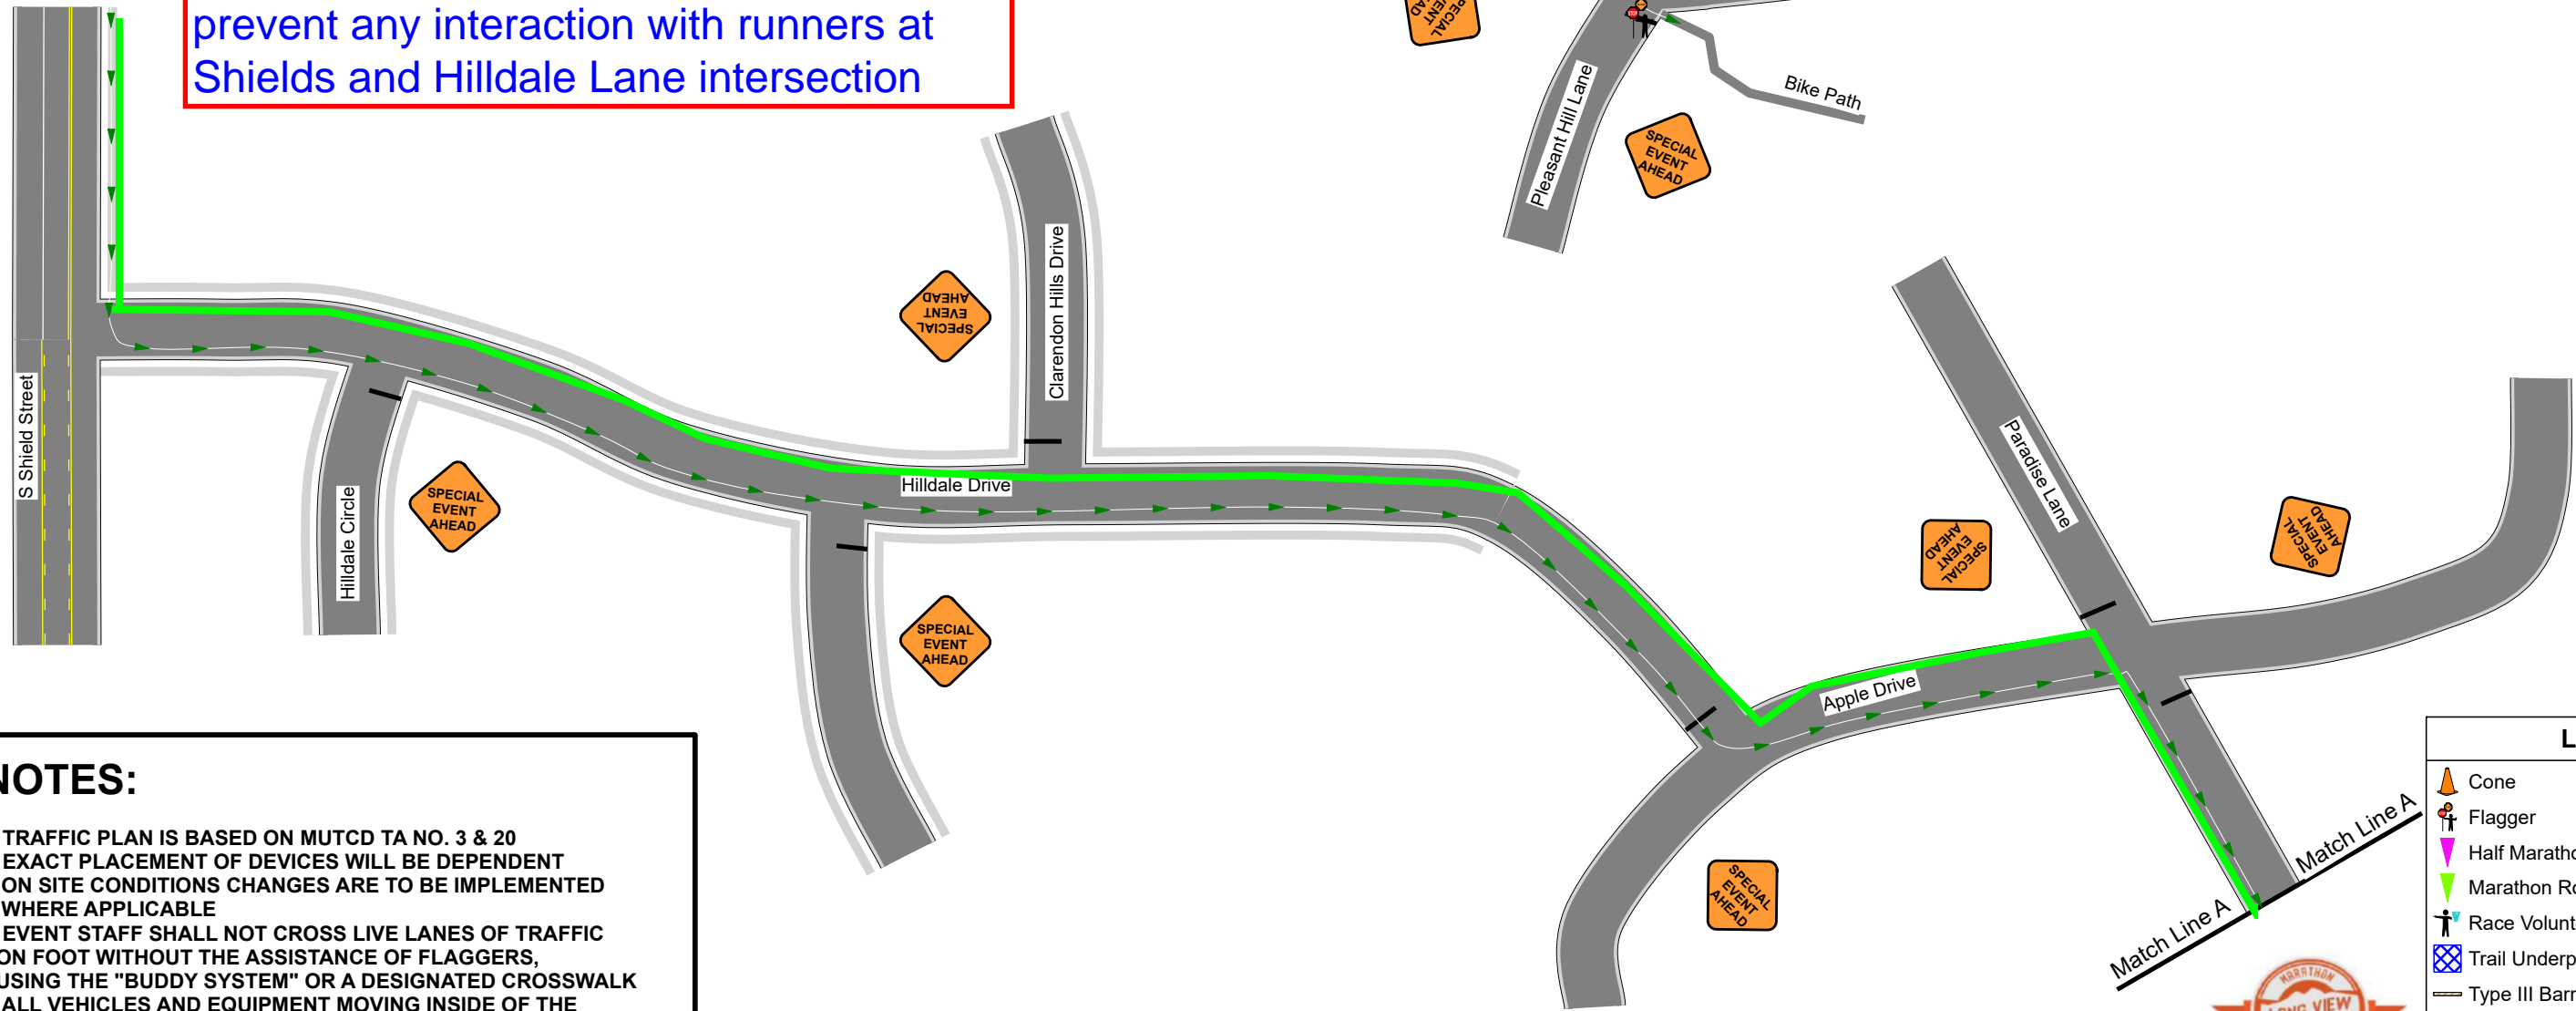 prevent any interaction with runners at
Shields and Hilldale Lane intersection
SPECIAL
EVENT
AHEAD
Pleasant Hill Lane
Bike Path
SPECIAL
EVENT
AHEAD
SPECIAL
EVENT
AHEAD
Clarendon Hills Drive
S Shield Street
Hilldale Circle
SPECIAL
EVENT
AHEAD
Hilldale Drive
SPECIAL
EVENT
AHEAD
Paradise Lane
SPECIAL
EVENT
AHEAD
SPECIAL
EVENT
AHEAD
Apple Drive
SPECIAL
EVENT
AHEAD
Match Line A
Match Line A
NOTES:
TRAFFIC PLAN IS BASED ON MUTCD TA NO. 3 & 20
EXACT PLACEMENT OF DEVICES WILL BE DEPENDENT
ON SITE CONDITIONS CHANGES ARE TO BE IMPLEMENTED
WHERE APPLICABLE
EVENT STAFF SHALL NOT CROSS LIVE LANES OF TRAFFIC
ON FOOT WITHOUT THE ASSISTANCE OF FLAGGERS,
USING THE "BUDDY SYSTEM" OR A DESIGNATED CROSSWALK
ALL VEHICLES AND EQUIPMENT MOVING INSIDE OF THE
L
Cone
Flagger
Half Maratho
Marathon Ro
Race Volunt
Trail Underp
Type III Barr
MARATHON
LONG VIEW